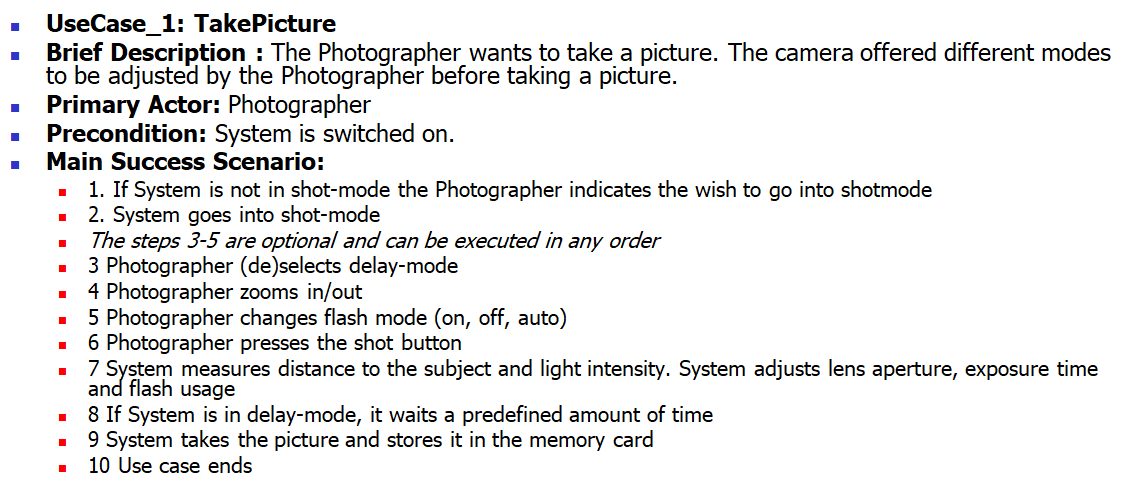 UseCase_1: TakePicture
Brief Description : The Photographer wants to take a picture. The camera offered different modes
to be adjusted by the Photographer before taking a picture.
Primary Actor: Photographer
Precondition: System is switched on.
Main Success Scenario:
1. If System is not in shot-mode the Photographer indicates the wish to go into shotmode
2. System goes into shot-mode
The steps 3-5 are optional and can be executed in any order
3 Photographer (de)selects delay-mode
4 Photographer zooms in/out
5 Photographer changes flash mode (on, off, auto)
6 Photographer presses the shot button
7 System measures distance to the subject and light intensity. System adjusts lens aperture, exposure time
and flash usage
8 If System is in delay-mode, it waits a predefined amount of time
9 System takes the picture and stores it in the memory card
10 Use case ends